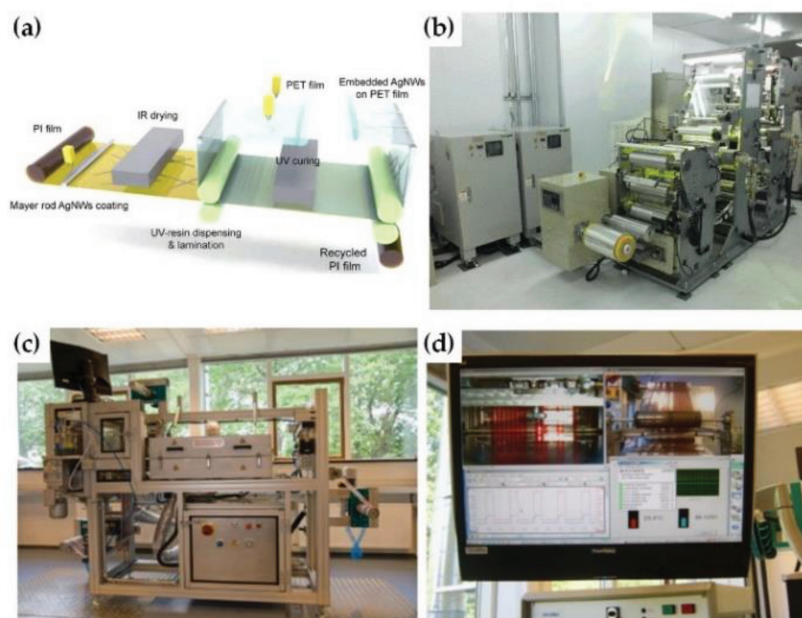 (a)
PET film
Embedded AgNWs
on PET film
IR drying
PI film
UV curing
Mayer rod AgNWs coating
UV-resin dispensing
& lamination
Recycled
PI film
(b)
(c)
(d)